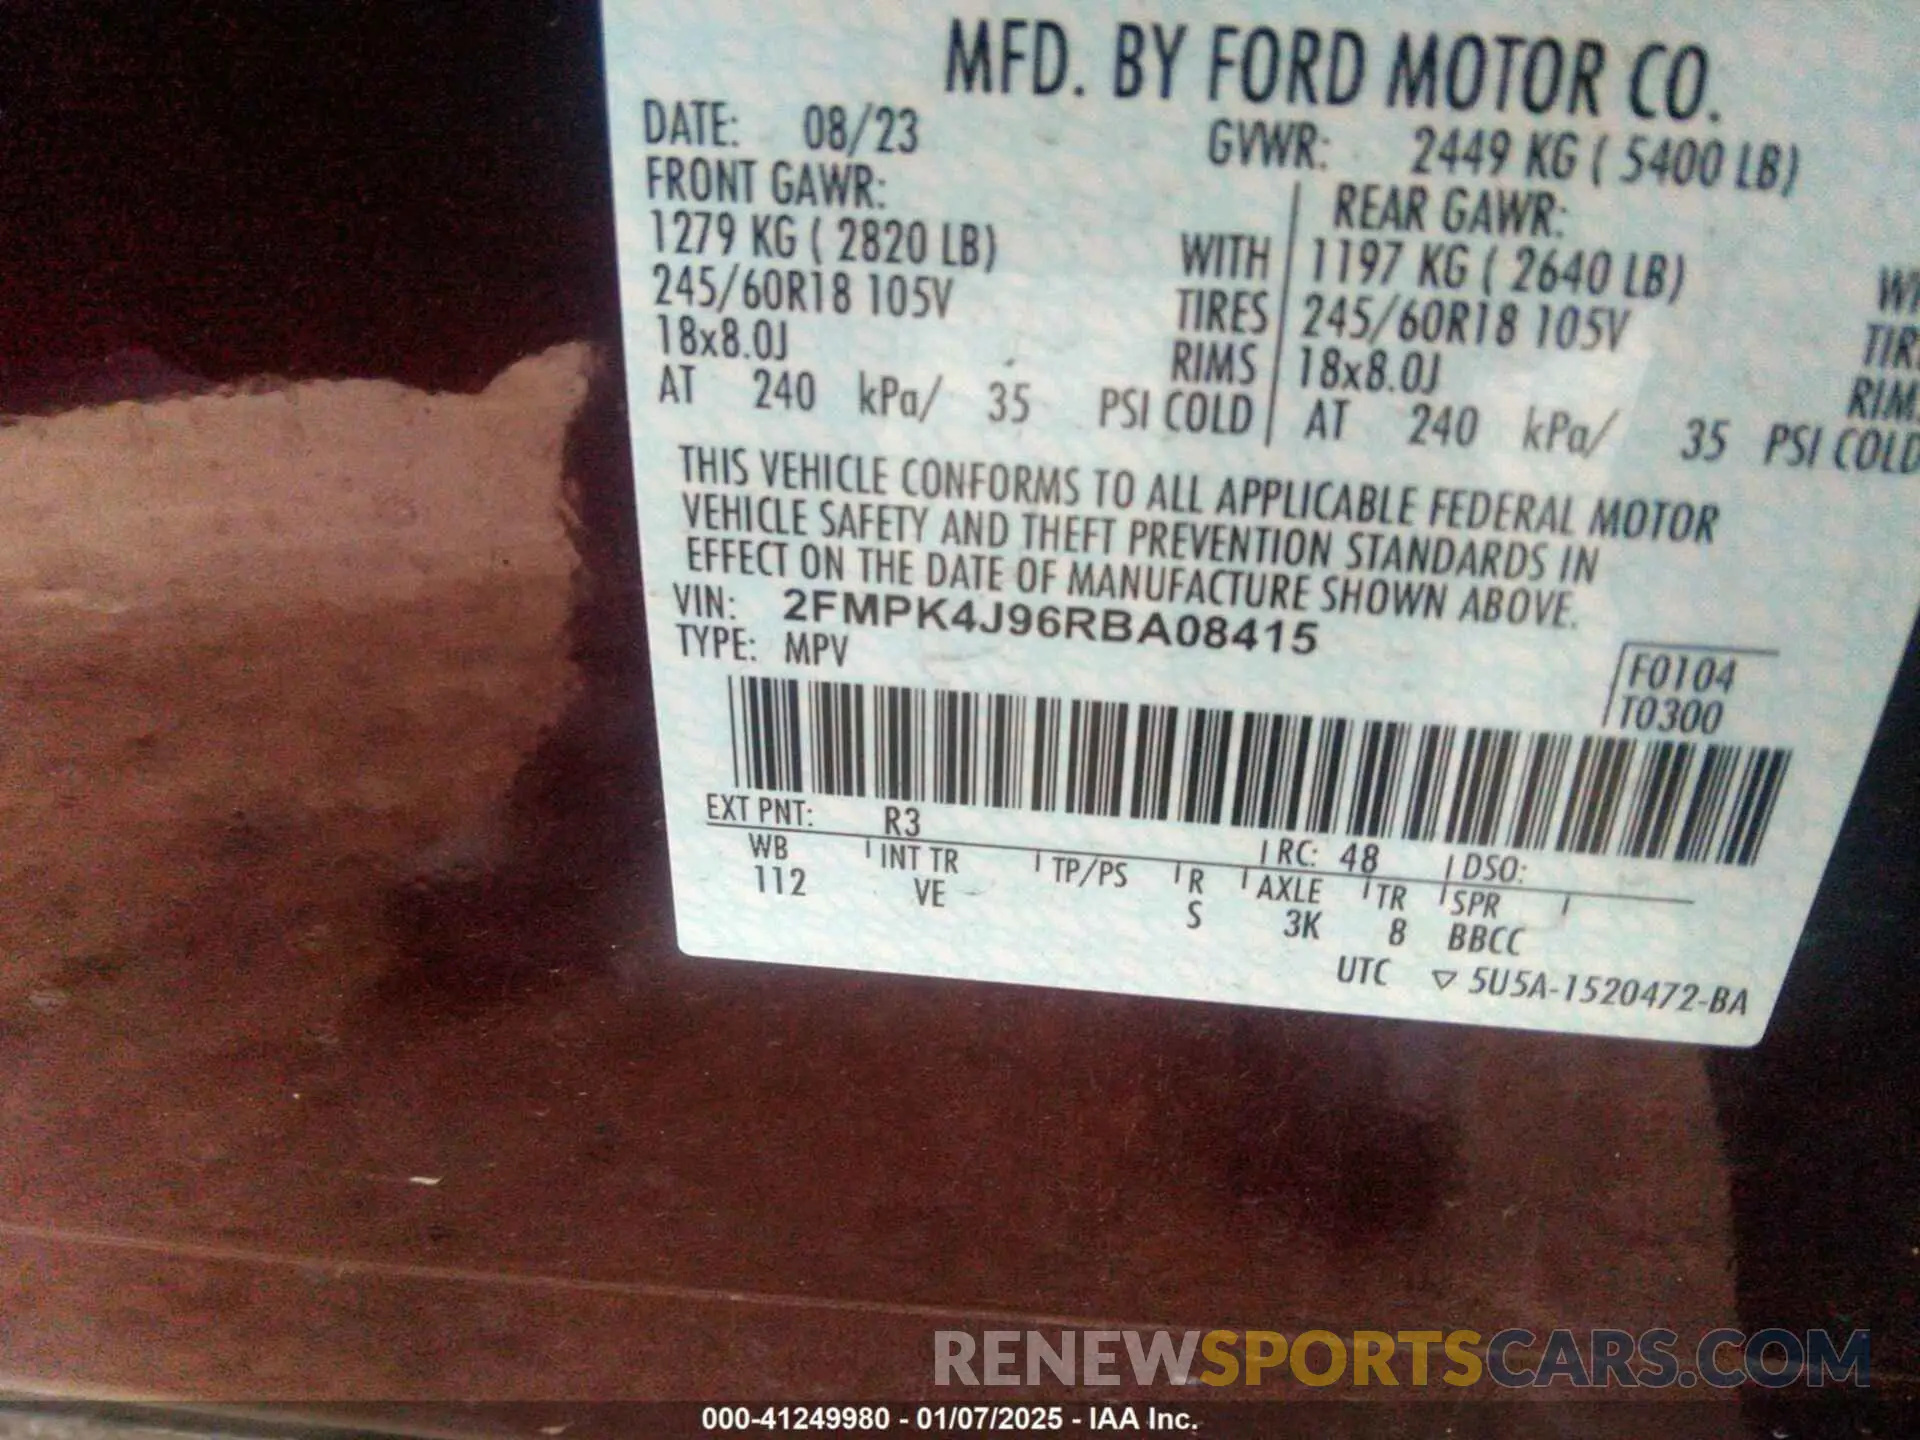 MFD. BY FORD MOTOR CO.
DATE: 08/23 GVWR: 2449 KG ( 5400 LB)
FRONT GAWR: REAR GAWR:
1279 KG ( 2820 LB) WITH 1197 KG ( 2640 LB)
245/60R18 105V TIRES 245/60R18 105V
18x8.0J RIMS 18x8.0J
AT 240 kPa/ 35 PSI COLD AT 240 kPa/ 35 PSI COLD
THIS VEHICLE CONFORMS TO ALL APPLICABLE FEDERAL MOTOR
VEHICLE SAFETY AND THEFT PREVENTION STANDARDS IN
EFFECT ON THE DATE OF MANUFACTURE SHOWN ABOVE.
VIN: 2FMPK4J96RBA08415
TYPE: MPV
F0104
T0300
EXT PNT: R3 RC: 48 DSO:
WB INT TR TP/PS R AXLE TR SPR
112 VE S 3K 8 BBCC
UTC ▽ 5U5A-1520472-BA
RENEWSPORTSCARS.COM
000-41249980 - 01/07/2025 - IAA Inc.